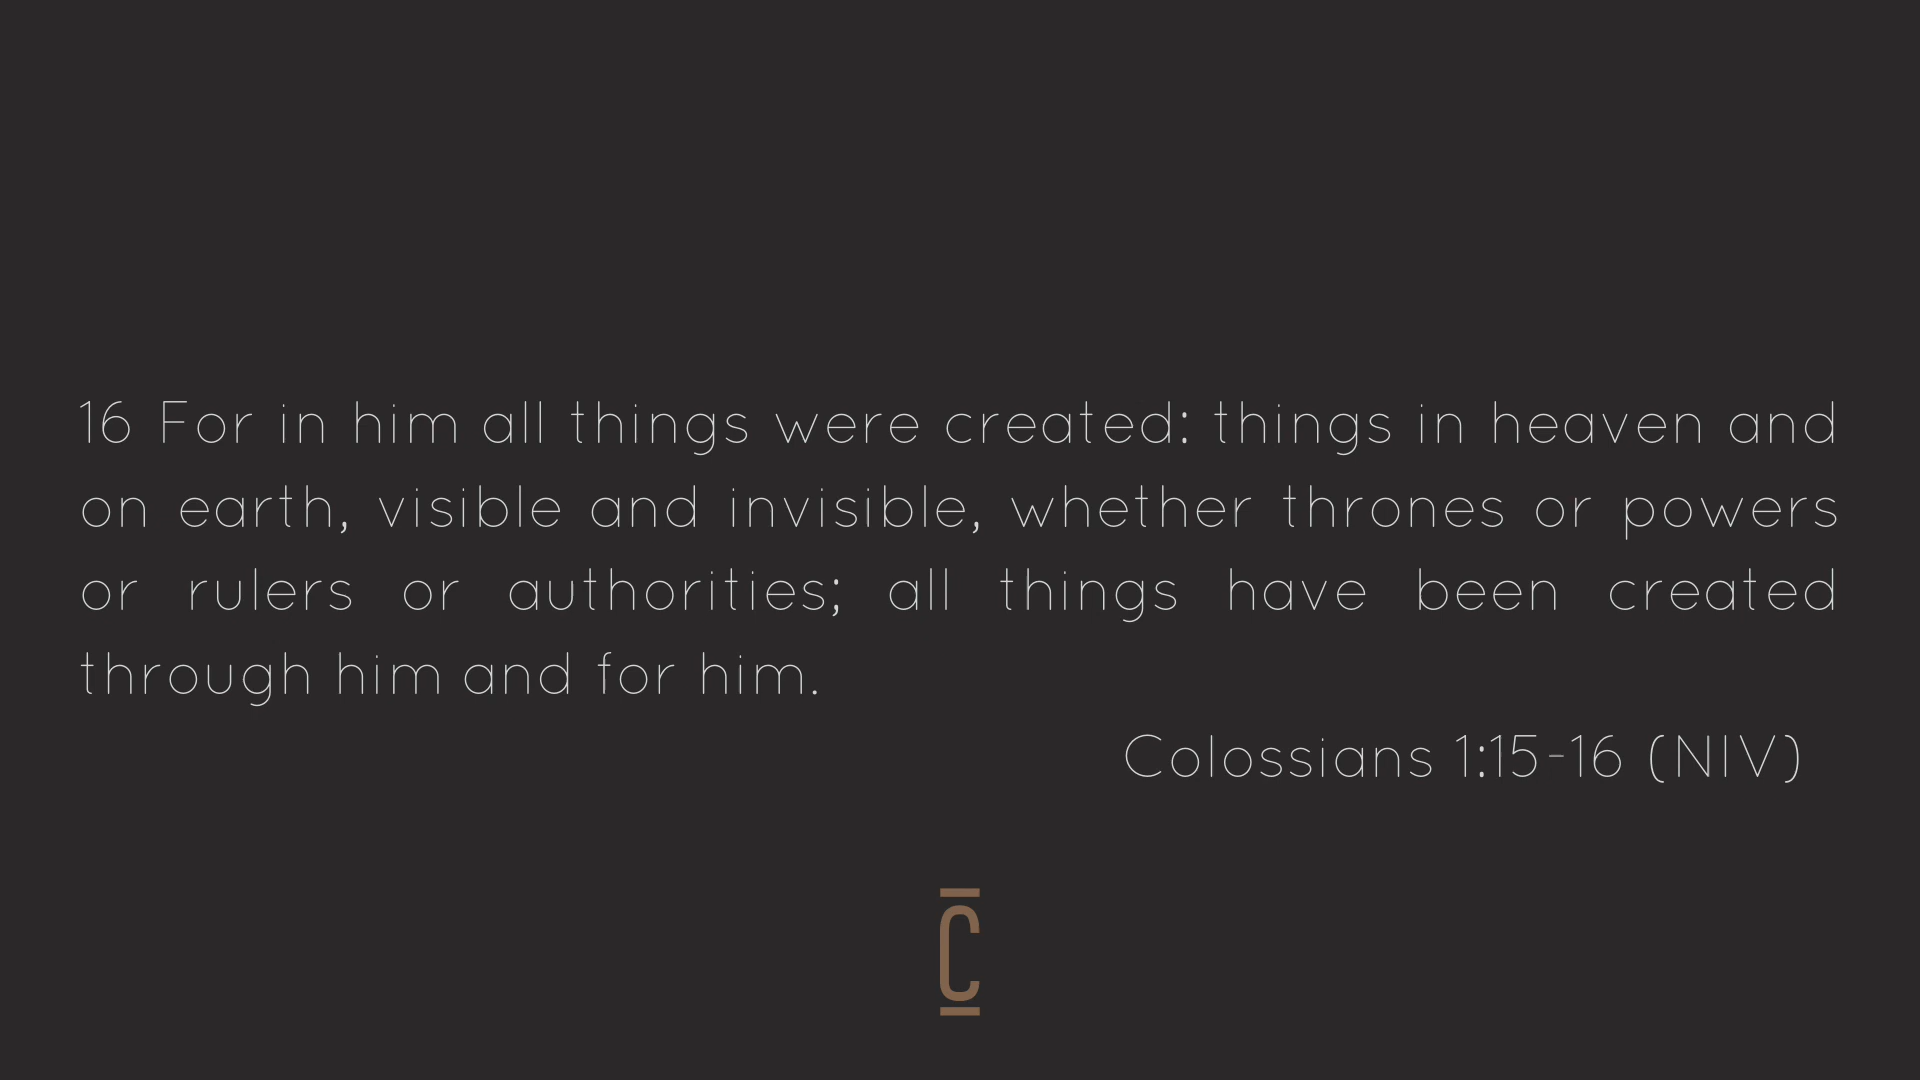 16 For in him all things were created: things in heaven and
on earth, visible and invisible, whether thrones or powers
or rulers or authorities; all things have been created
through him and for him.
Colossians 1:15-16 (NIV)
C